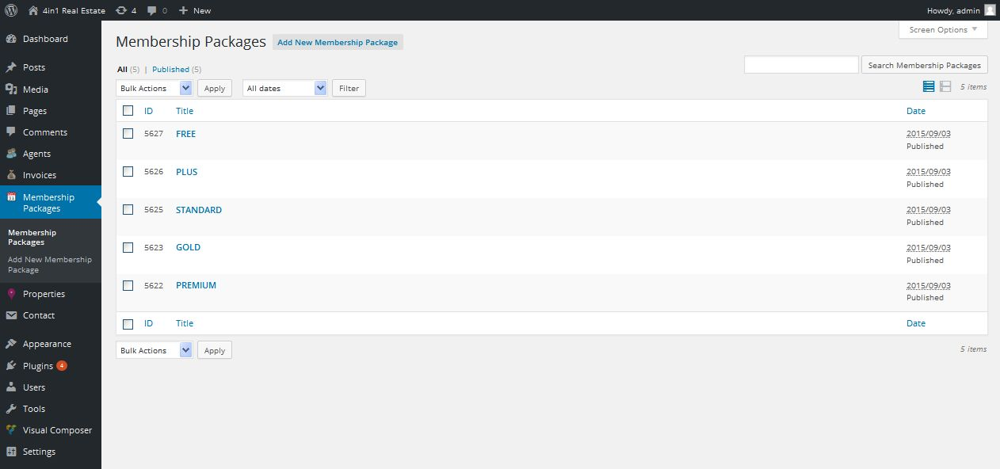 4in1 Real Estate 4 0 + New Howdy, admin
Screen Options ▼
Dashboard
Posts
Media
Pages
Comments
Agents
Invoices
Membership
Packages
Membership
Packages
Add New Membership
Package
Properties
Contact
Appearance
Plugins 4
Users
Tools
Visual Composer
Settings
Membership Packages Add New Membership Package
All (5) | Published (5)
Search Membership Packages
Bulk Actions Apply All dates Filter
5 items
ID Title Date
5627 FREE 2015/09/03
Published
5626 PLUS 2015/09/03
Published
5625 STANDARD 2015/09/03
Published
5623 GOLD 2015/09/03
Published
5622 PREMIUM 2015/09/03
Published
ID Title Date
Bulk Actions Apply 5 items